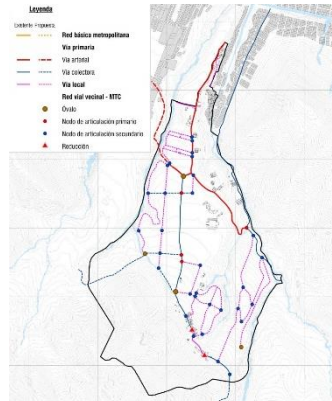 Leyenda
Existente Propuesta
Red básica metropolitana
Vía primaria
Vía arterial
Vía colectora
Vía local
Red vial vecinal - MTC
Óvalo
Nodo de articulación primario
Nodo de articulación secundario
Reducción